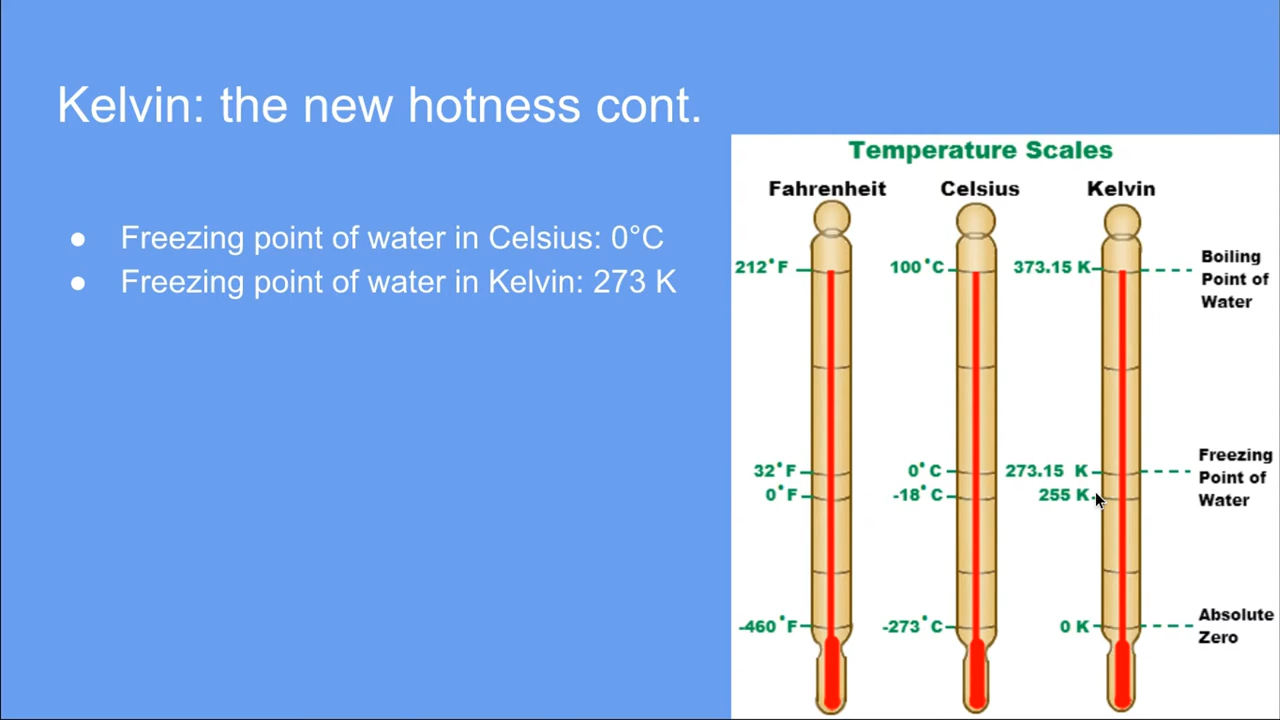 Kelvin: the new hotness cont.
● Freezing point of water in Celsius: 0°C
● Freezing point of water in Kelvin: 273 K
Temperature Scales
Fahrenheit Celsius Kelvin
212°F 100°C 373.15 K
Boiling
Point of
Water
32°F 0°C 273.15 K
0°F -18°C 255 K
Freezing
Point of
Water
-460°F -273°C 0 K
Absolute
Zero